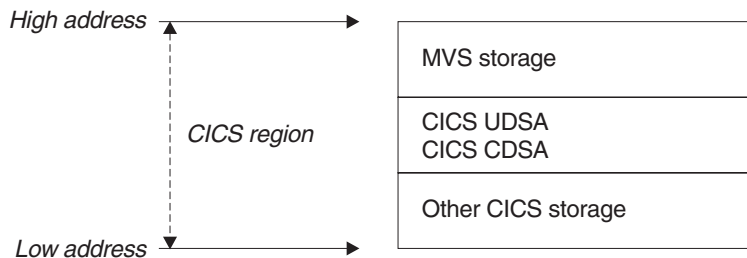 High address
MVS storage
CICS region
CICS UDSA
CICS CDSA
Other CICS storage
Low address